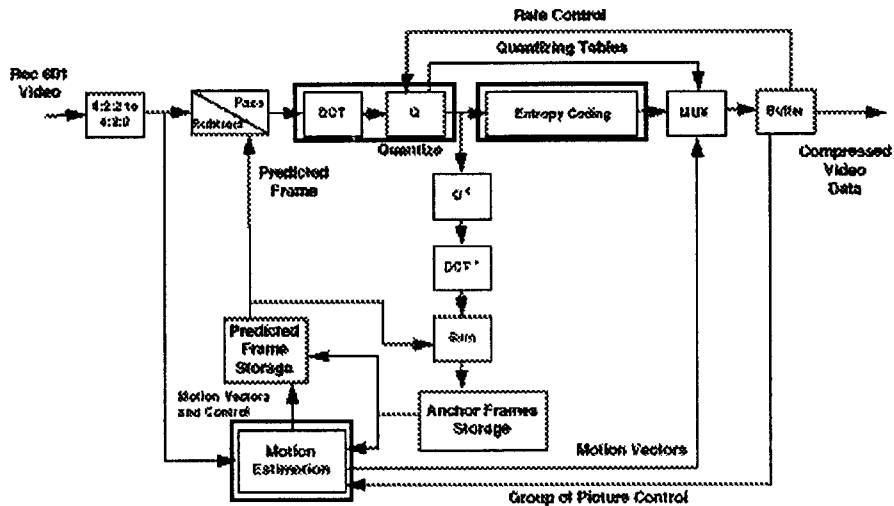 Rate Control
Quantizing Tables
Rec 601
Video
4:2:2 to
4:2:0
Pass
Subtract
DCT
Q
Quantize
Entropy Coding
MUX
Buffer
Compressed
Video
Data
Predicted
Frame
DCT
Sum
Predicted
Frame
Storage
Motion Vectors
and Control
Anchor Frames
Storage
Motion
Estimation
Motion Vectors
Group of Picture Control